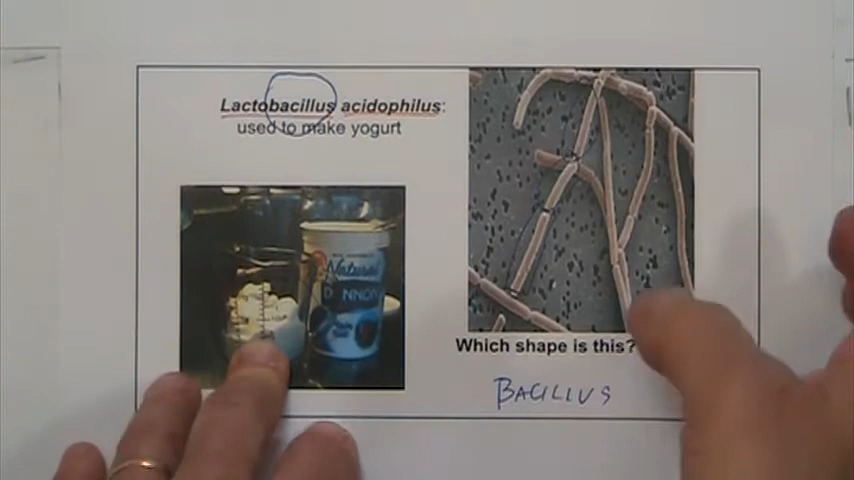 Lactobacillus acidophilus:
used to make yogurt
Natural
Which shape is this?
BACILLUS